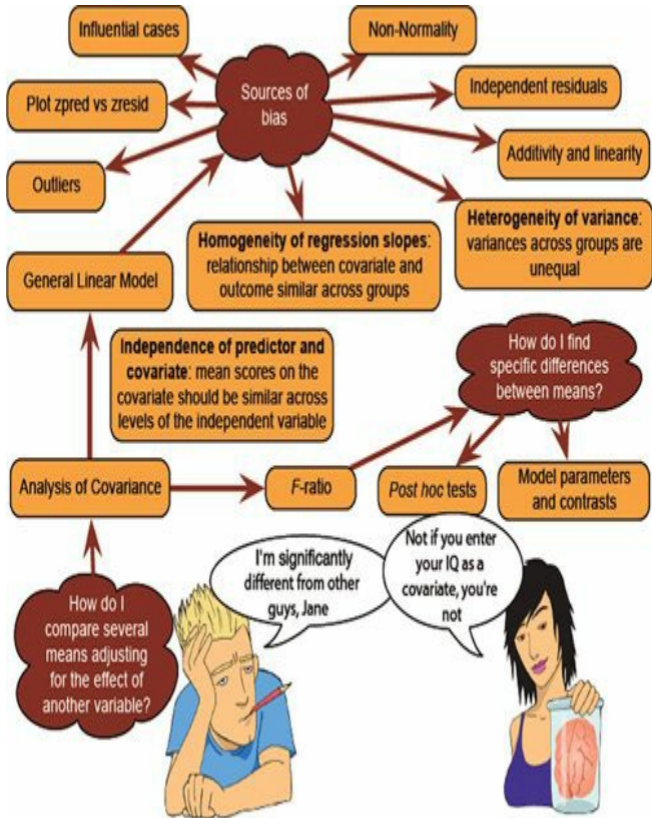 Influential cases
Non-Normality
Sources of
bias
Plot zpred vs zresid
Independent residuals
Outliers
Additivity and linearity
Heterogeneity of variance:
variances across groups are
unequal
Homogeneity of regression slopes:
relationship between covariate and
outcome similar across groups
General Linear Model
Independence of predictor and
covariate: mean scores on the
covariate should be similar across
levels of the independent variable
How do I find
specific differences
between means?
Analysis of Covariance
F-ratio
Post hoc tests
Model parameters
and contrasts
How do I
compare several
means adjusting
for the effect of
another variable?
I'm significantly
different from other
guys, Jane
Not if you enter
your IQ as a
covariate, you're
not